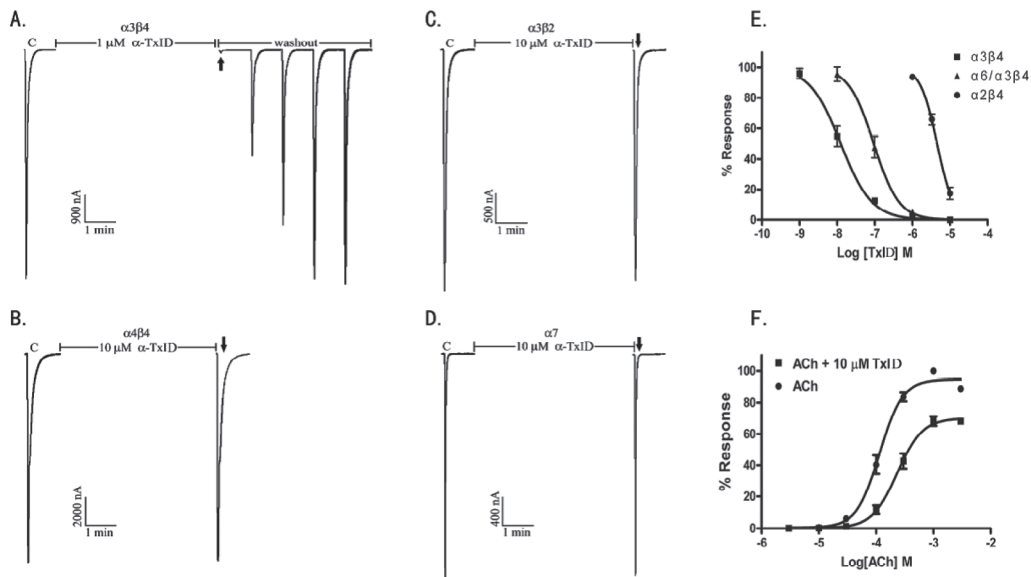 A.
α3β4
C
1 μM α-TxID
washout
900 nA
1 min
B.
α4β4
C
10 μM α-TxID
2000 nA
1 min
C.
α3β2
C
10 μM α-TxID
500 nA
1 min
D.
α7
C
10 μM α-TxID
400 nA
1 min
E.
α3β4
α6/α3β4
α2β4
% Response
100
80
60
40
20
0
-10 -9 -8 -7 -6 -5 -4
Log [TxID] M
F.
ACh + 10 μM TxID
ACh
% Response
100
80
60
40
20
0
-6 -5 -4 -3 -2
Log[ACh] M